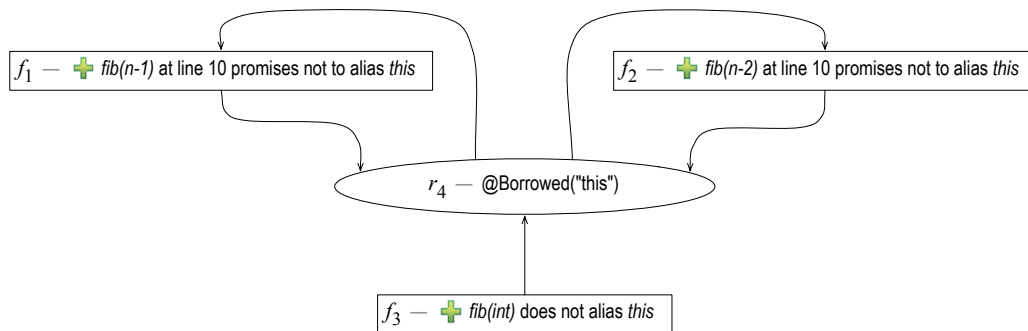 f1 — fib(n-1) at line 10 promises not to alias this
f2 — fib(n-2) at line 10 promises not to alias this
r4 — @Borrowed("this")
f3 — fib(int) does not alias this